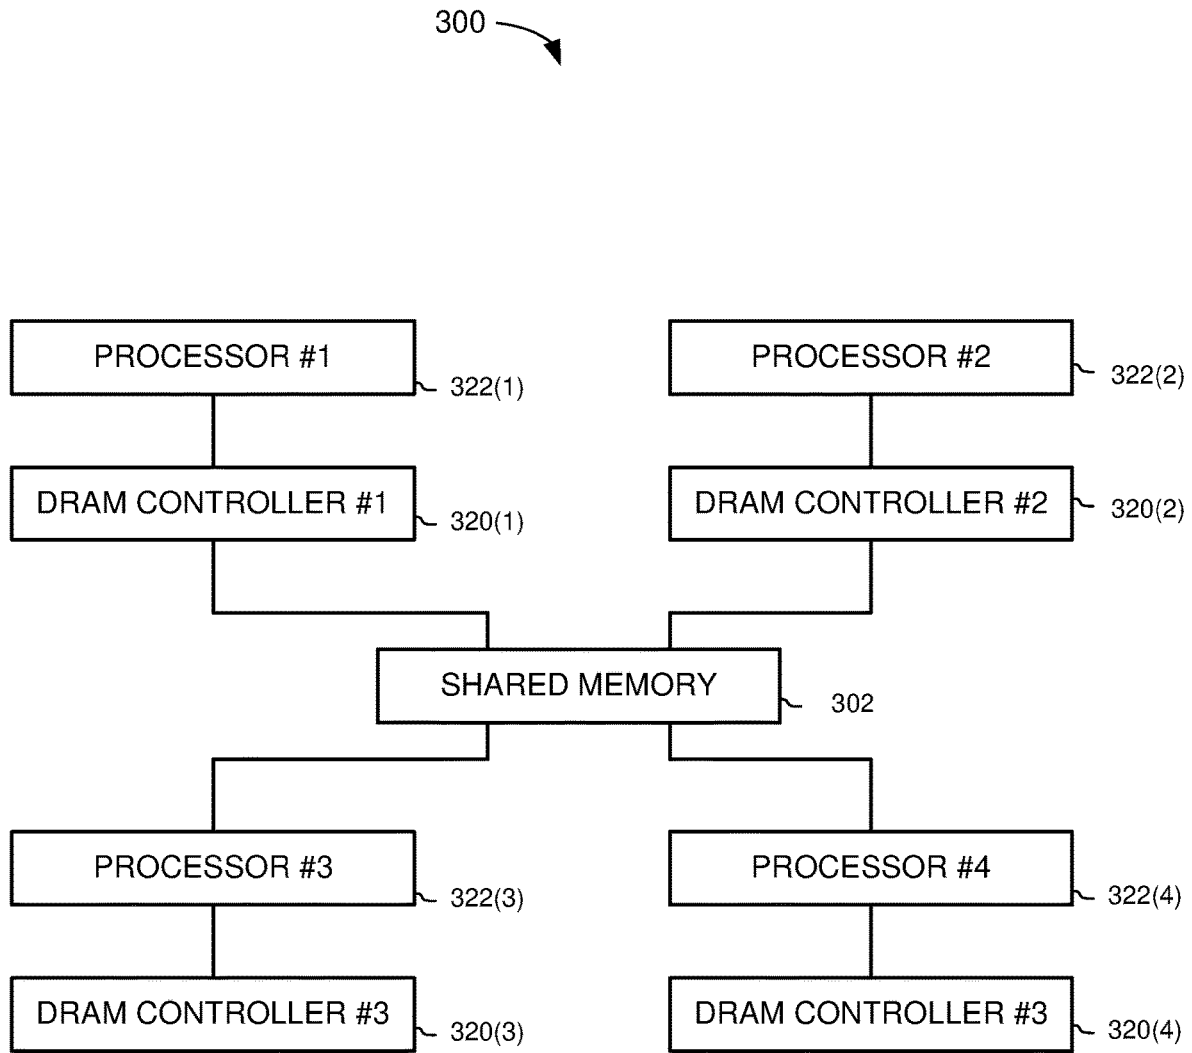 300
PROCESSOR #1
322(1)
PROCESSOR #2
322(2)
DRAM CONTROLLER #1
320(1)
DRAM CONTROLLER #2
320(2)
SHARED MEMORY
302
PROCESSOR #3
322(3)
PROCESSOR #4
322(4)
DRAM CONTROLLER #3
320(3)
DRAM CONTROLLER #3
320(4)